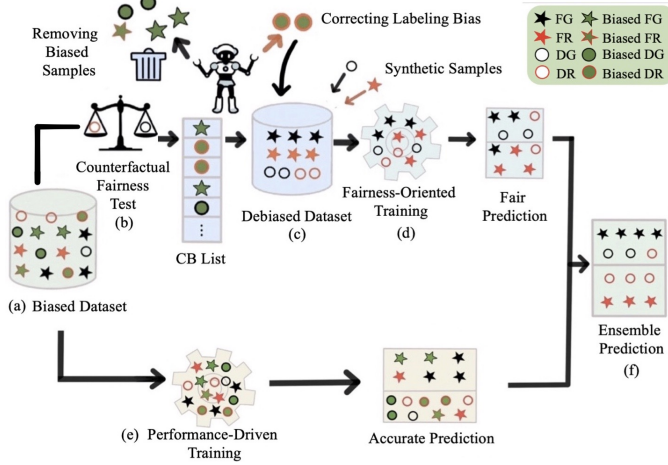 Removing
Biased
Samples
Correcting Labeling Bias
Synthetic Samples
FG
Biased FG
FR
Biased FR
DG
Biased DG
DR
Biased DR
Counterfactual
Fairness
Test
(b)
CB List
Debiased Dataset
(c)
Fairness-Oriented
Training
(d)
Fair
Prediction
(a) Biased Dataset
(e) Performance-Driven
Training
Accurate Prediction
Ensemble
Prediction
(f)